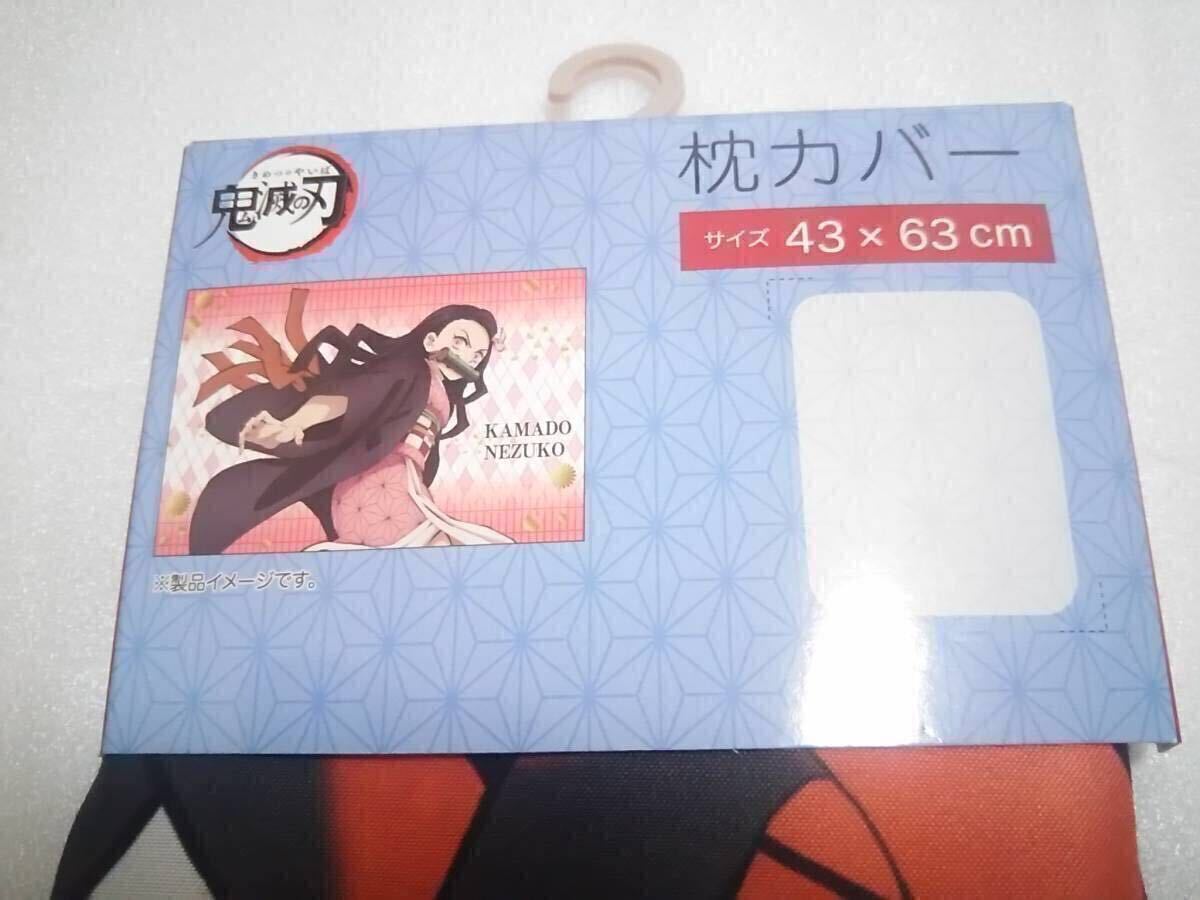 きめつのやいば
鬼滅の刃
枕カバー
サイズ 43 × 63 cm
KAMADO
NEZUKO
※製品イメージです。